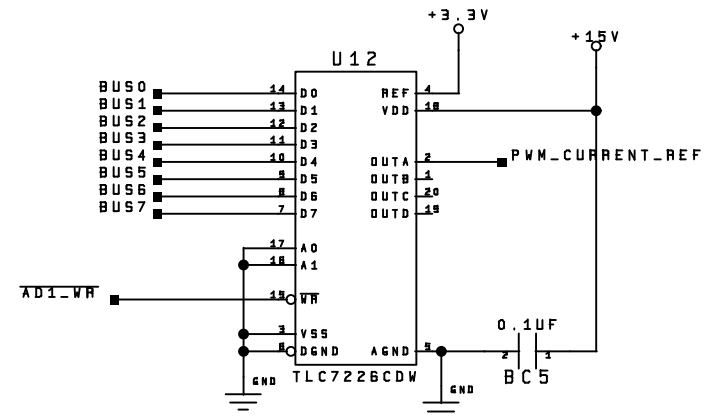 +3.3V
+15V
U12
BUS0 14 D0 REF 4
BUS1 13 D1 VDD 18
BUS2 12 D2
BUS3 11 D3
BUS4 10 D4 OUTA 2 PWM_CURRENT_REF
BUS5 9 D5 OUTB 1
BUS6 8 D6 OUTC 20
BUS7 7 D7 OUTD 19
17 A0
16 A1
AD1_WR 15 WR
0.1UF
3 VSS
6 DGND AGND 5 2 1
TLC7226CDW BC5
GND GND